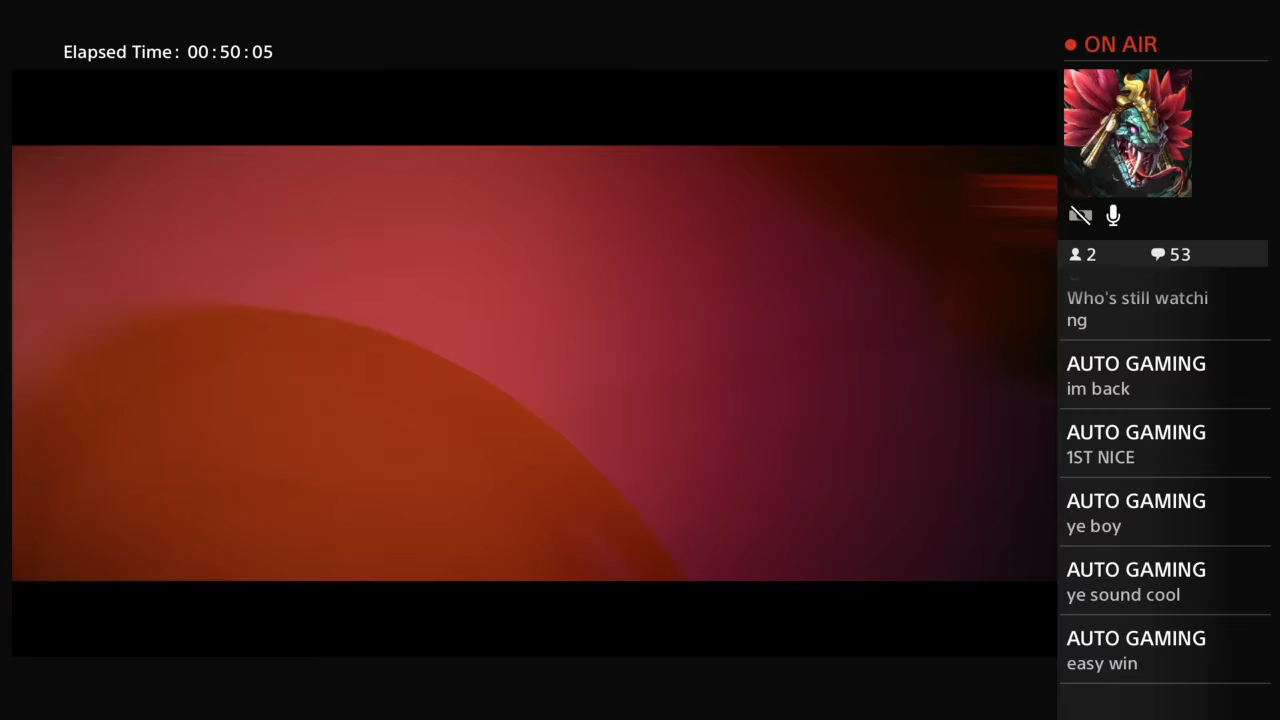 Elapsed Time: 00:50:05
ON AIR
2
53
Who's still watchi
ng
AUTO GAMING
im back
AUTO GAMING
1ST NICE
AUTO GAMING
ye boy
AUTO GAMING
ye sound cool
AUTO GAMING
easy win